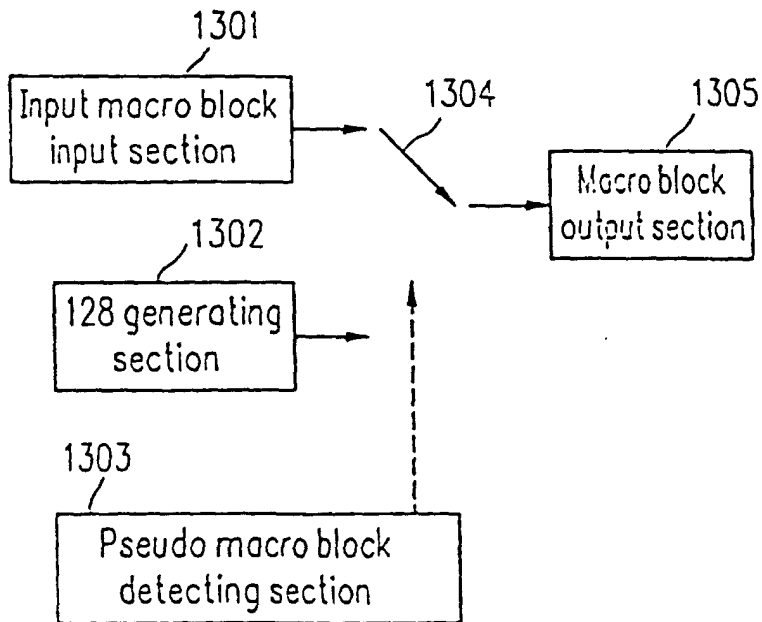 1301
Input macro block
input section
1304
1305
Macro block
output section
1302
128 generating
section
1303
Pseudo macro block
detecting section